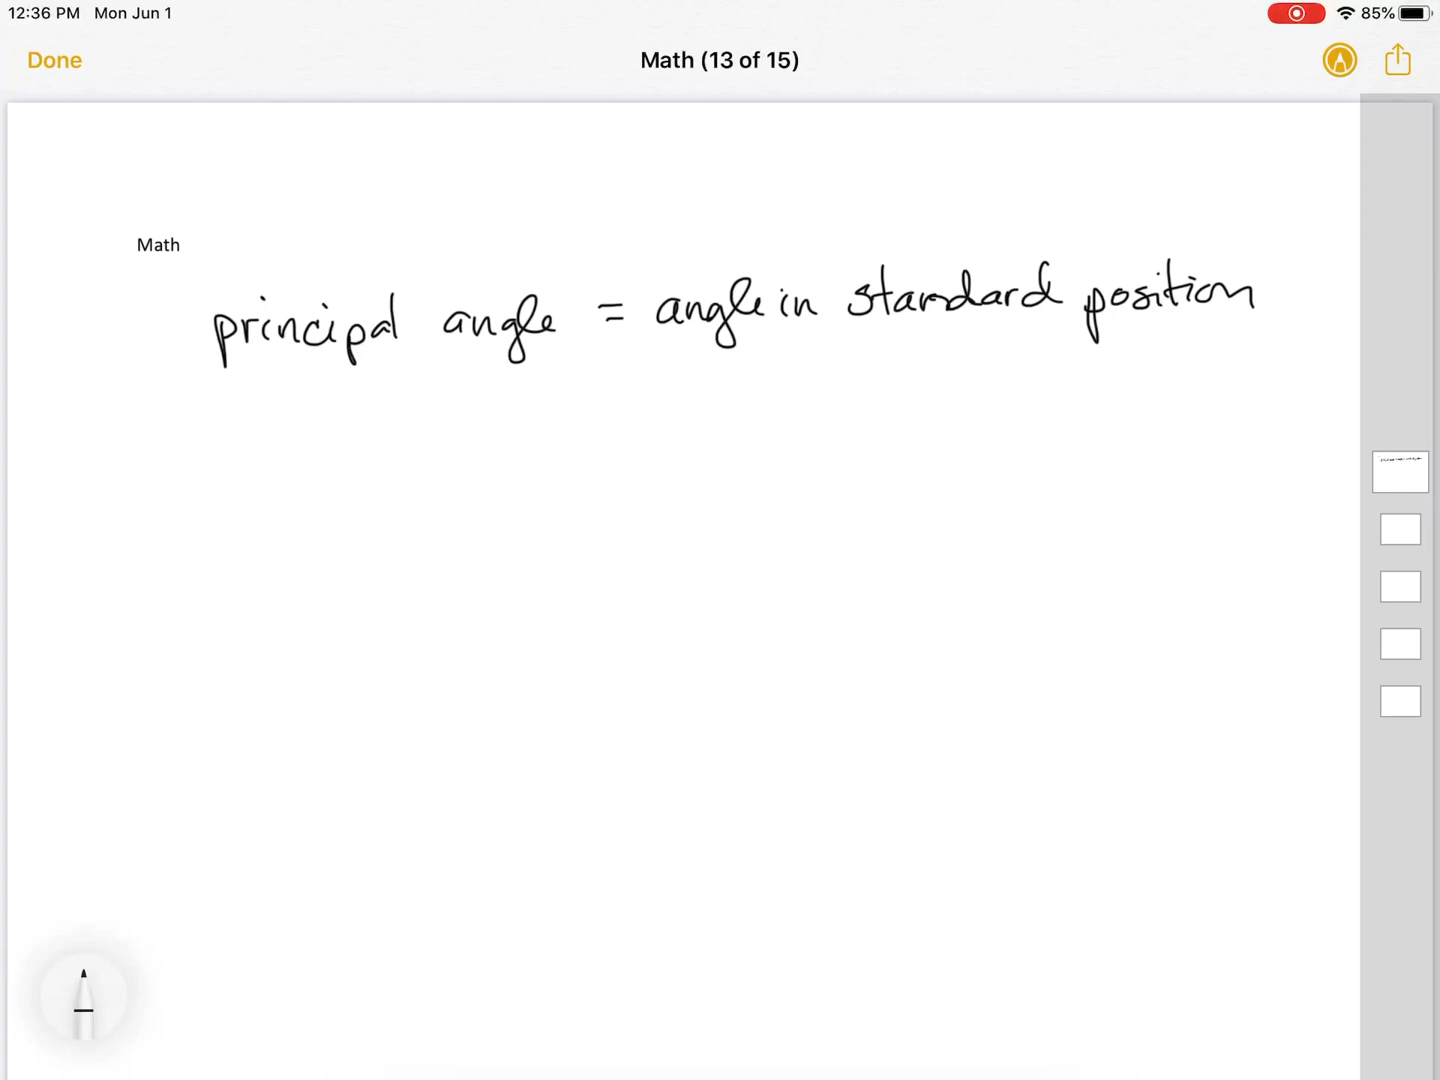 12:36 PM Mon Jun 1
85%
Done
Math (13 of 15)
Math
principal angle = angle in standard position